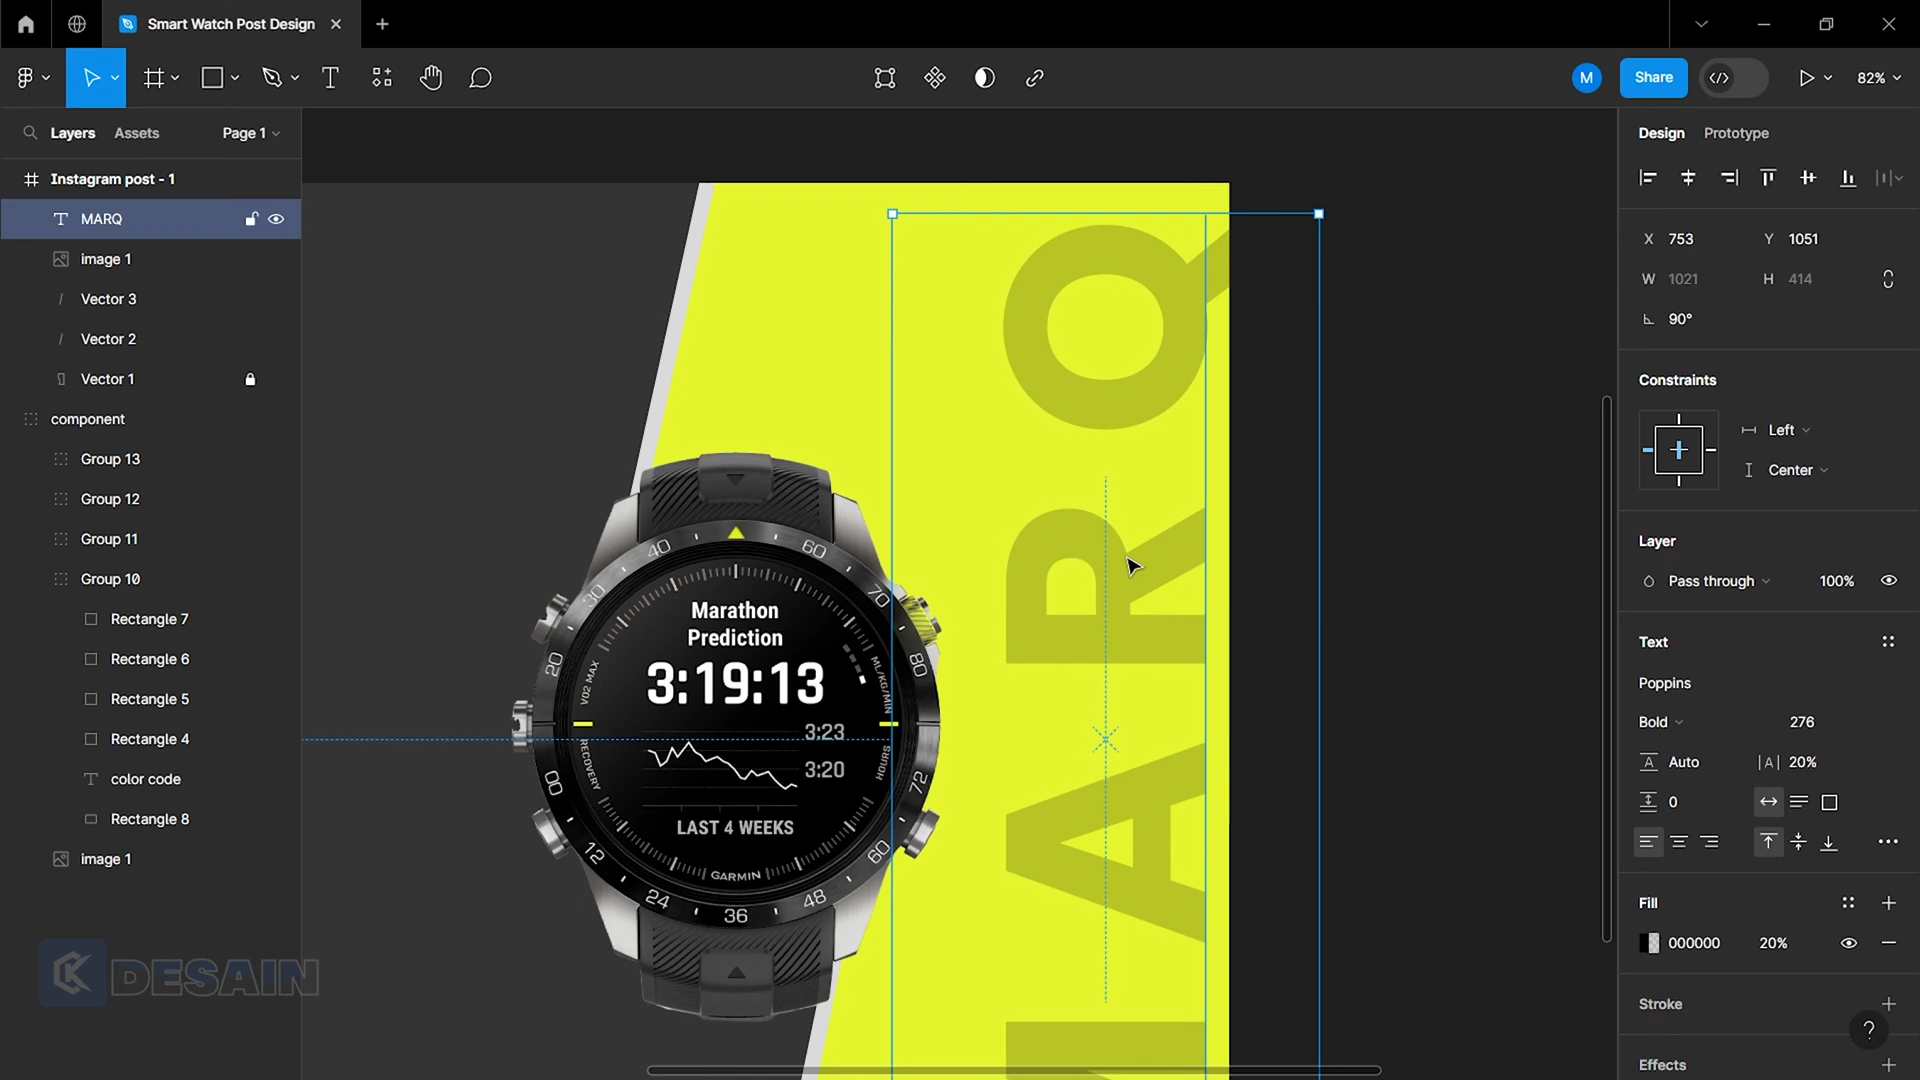 Smart Watch Post Design
M
Share
82%
Layers
Assets
Page 1
Design
Prototype
Instagram post - 1
MARQ
image 1
Vector 3
Vector 2
Vector 1
component
Group 13
Group 12
Group 11
Group 10
Rectangle 7
Rectangle 6
Rectangle 5
Rectangle 4
color code
Rectangle 8
image 1
DESAIN
MARQ
40
60
30
70
20
80
00
72
12
60
24
48
36
VO2 MAX
ML/KG/MIN
RECOVERY
HOURS
Marathon
Prediction
3:19:13
3:23
3:20
LAST 4 WEEKS
GARMIN
X 753
Y 1051
W 1021
H 414
90°
Constraints
Left
Center
Layer
Pass through
100%
Text
Poppins
Bold
276
A Auto
|A| 20%
0
Fill
000000
20%
Stroke
?
Effects